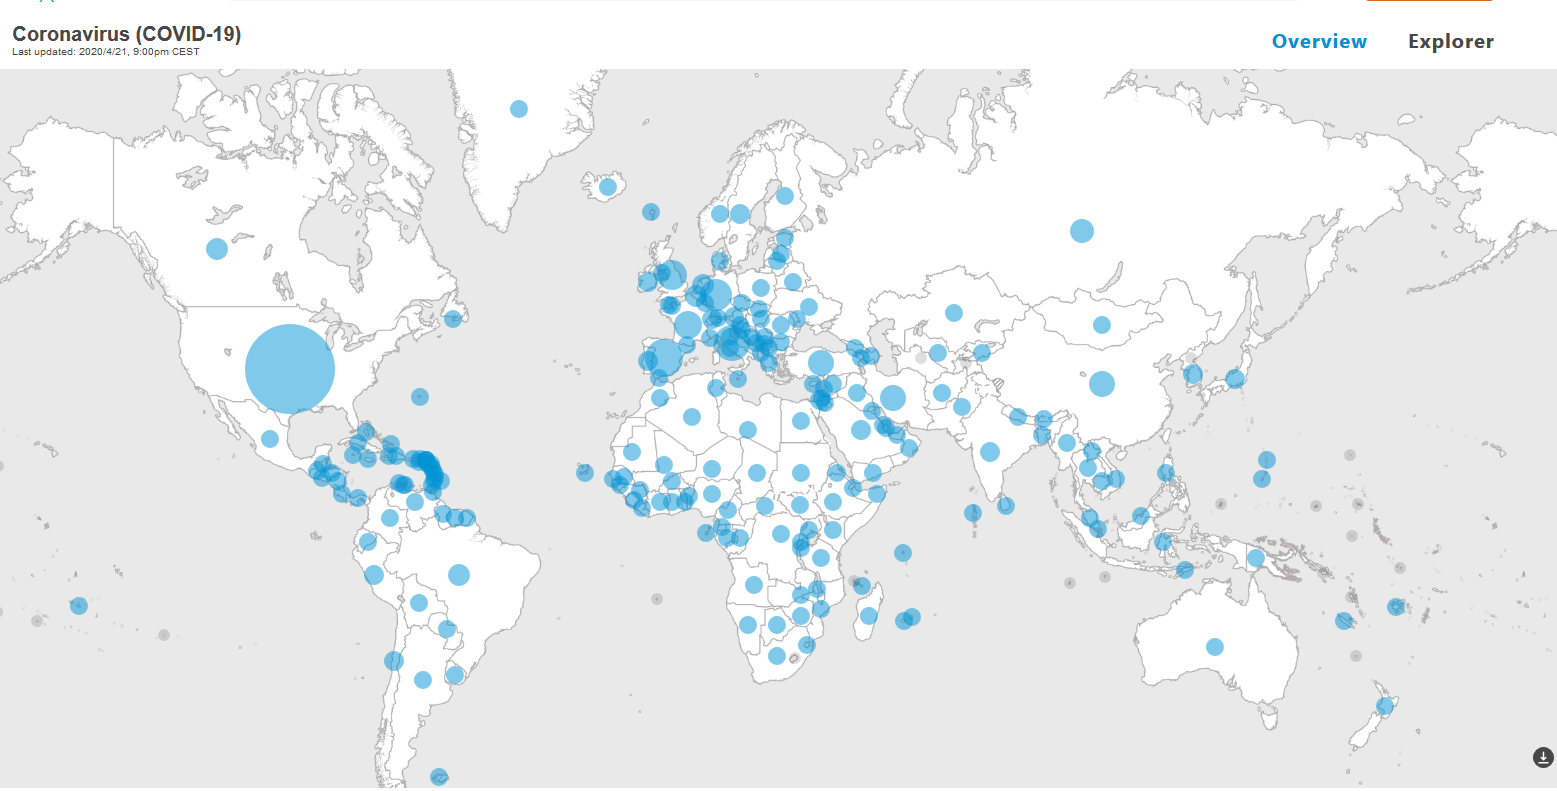 Coronavirus (COVID-19)
Last updated: 2020/4/21, 9:00pm CEST
Overview
Explorer